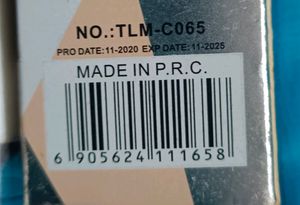 NO.:TLM-C065
PRO DATE:11-2020 EXP DATE:11-2025
MADE IN P.R.C.
6 905624 111658